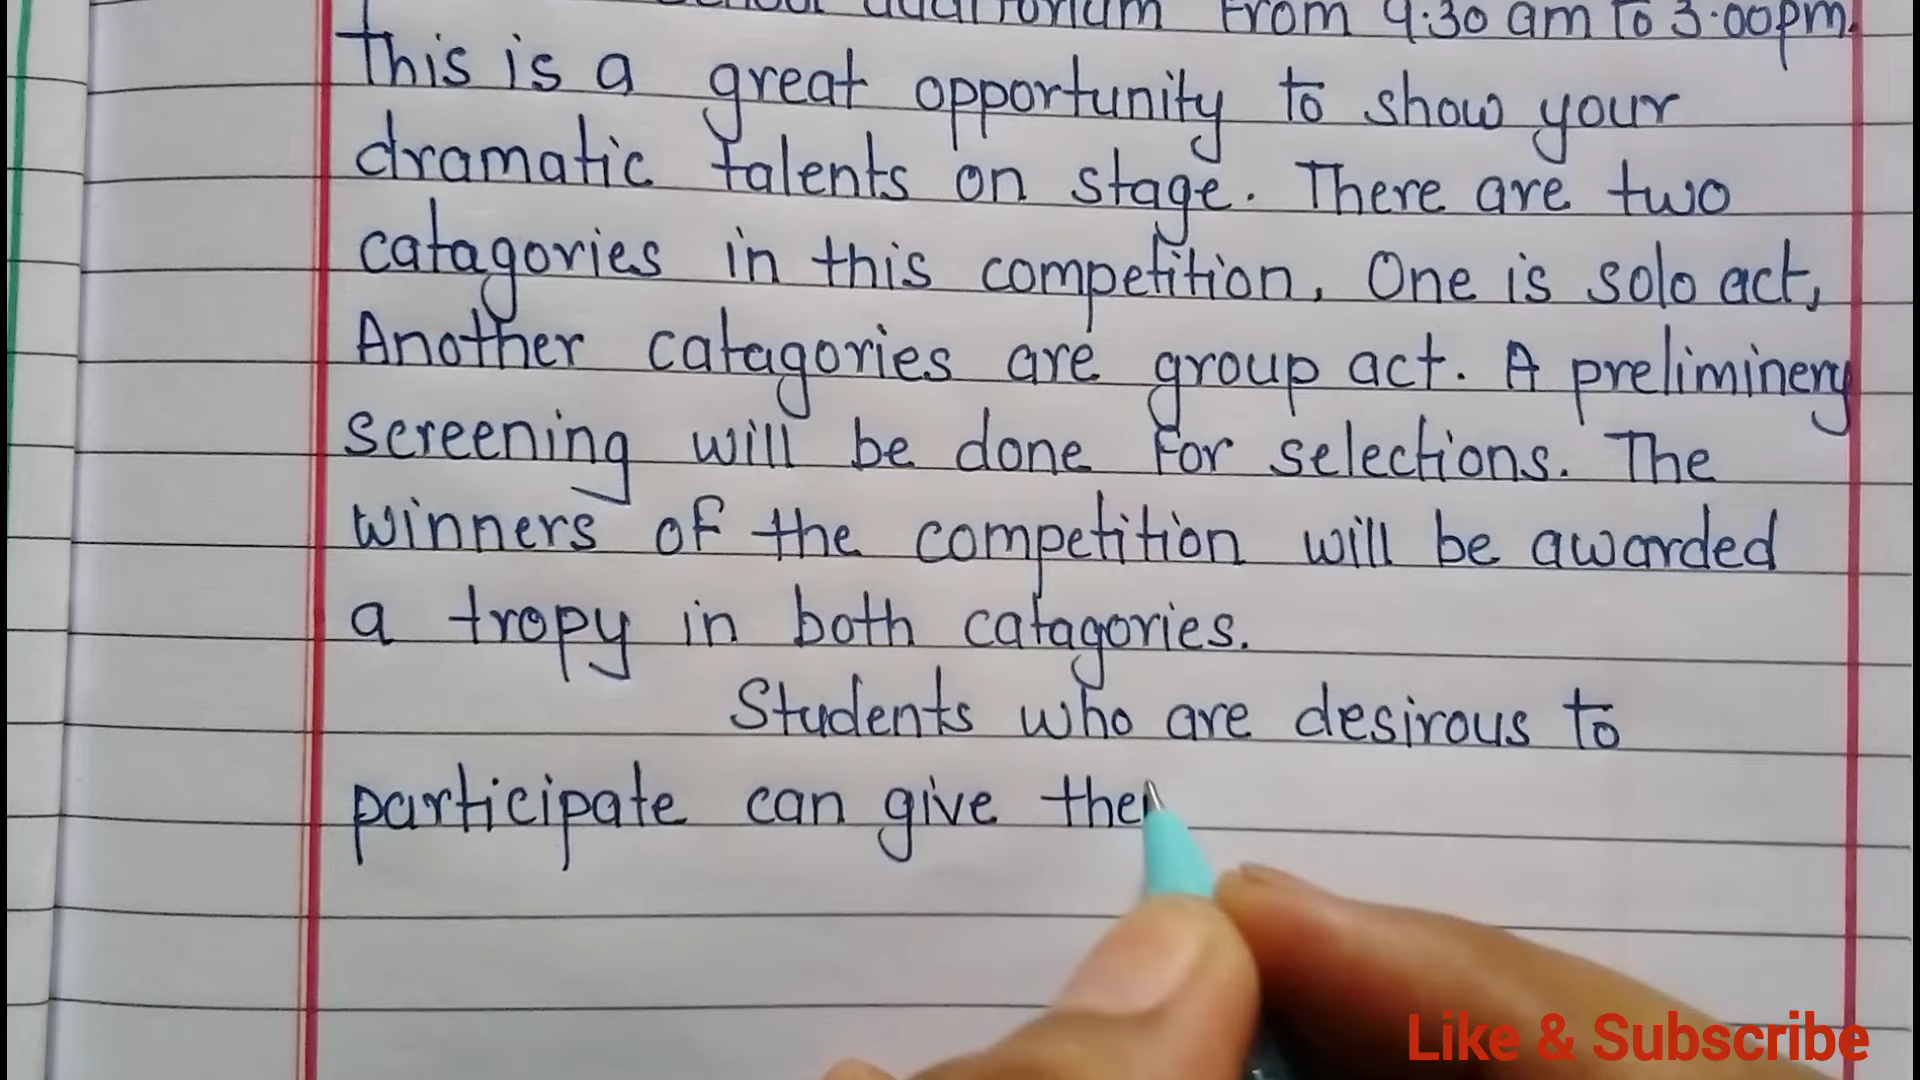 auditorium from 9:30 am to 3.00pm.
This is a great opportunity to show your
dramatic talents on stage. There are two
catagories in this competition. One is solo act,
Another catagories are group act. A preliminery
screening will be done for selections. The
winners of the competition will be awarded
a tropy in both catagories.
Students who are desirous to
participate can give
Like & Subscribe